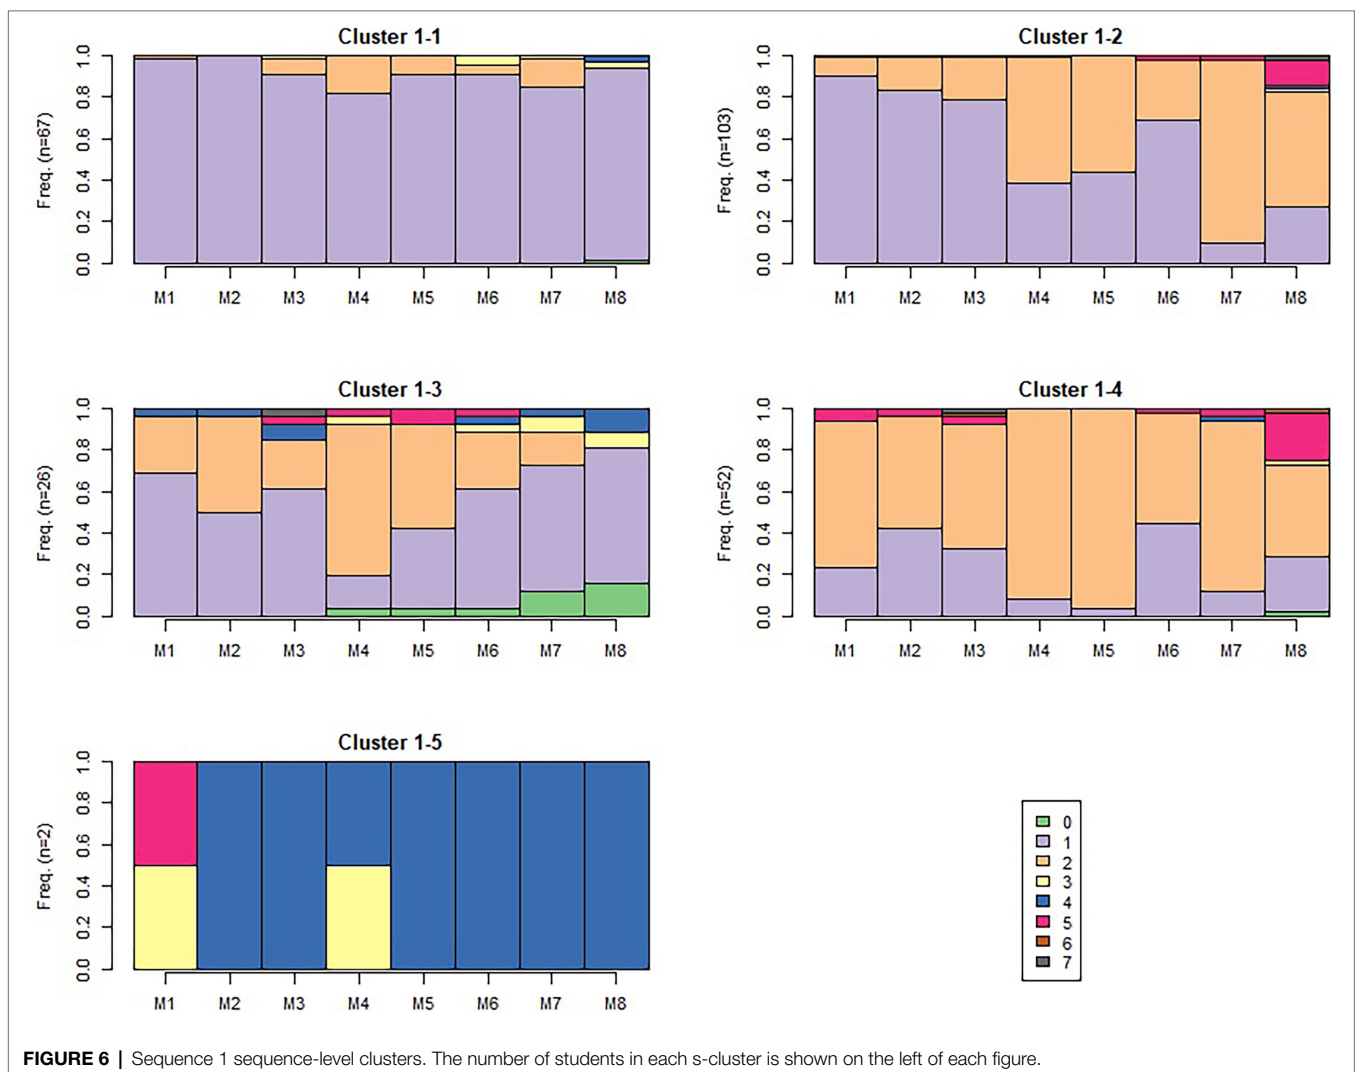 Cluster 1-1
Freq. (n=67)
0.0 0.2 0.4 0.6 0.8 1.0
M1 M2 M3 M4 M5 M6 M7 M8
Cluster 1-2
Freq. (n=103)
0.0 0.2 0.4 0.6 0.8 1.0
M1 M2 M3 M4 M5 M6 M7 M8
Cluster 1-3
Freq. (n=26)
0.0 0.2 0.4 0.6 0.8 1.0
M1 M2 M3 M4 M5 M6 M7 M8
Cluster 1-4
Freq. (n=52)
0.0 0.2 0.4 0.6 0.8 1.0
M1 M2 M3 M4 M5 M6 M7 M8
Cluster 1-5
Freq. (n=2)
0.0 0.2 0.4 0.6 0.8 1.0
M1 M2 M3 M4 M5 M6 M7 M8
0
1
2
3
4
5
6
7
FIGURE 6 | Sequence 1 sequence-level clusters. The number of students in each s-cluster is shown on the left of each figure.